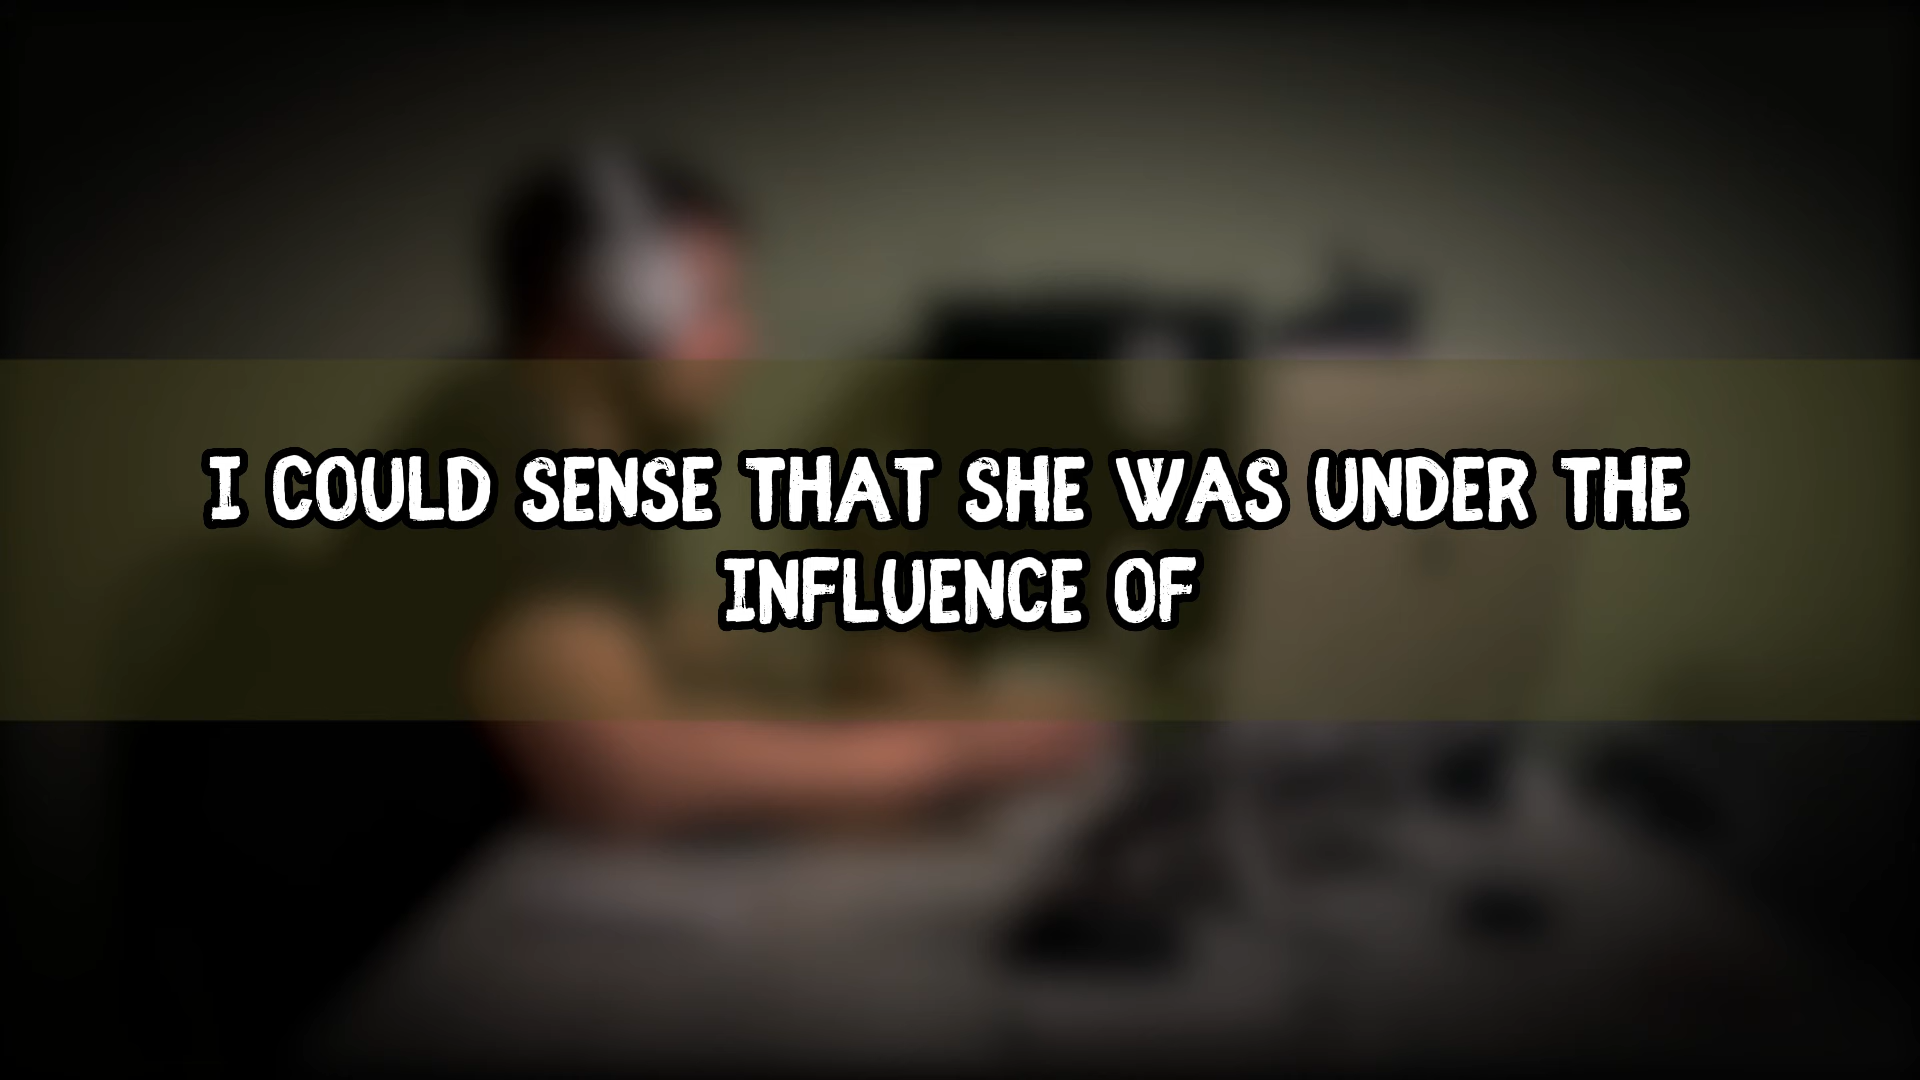 I COULD SENSE THAT SHE WAS UNDER THE
INFLUENCE OF